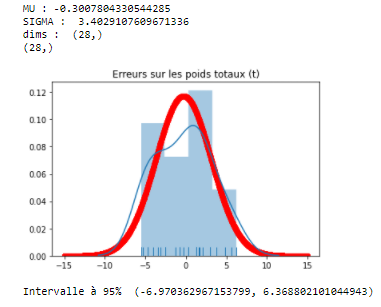 MU : -0.3007804330544285
SIGMA :  3.4029107609671336
dims :  (28,)
(28,)
Erreurs sur les poids totaux (t)
0.12
0.10
0.08
0.06
0.04
0.02
0.00
-15 -10 -5 0 5 10 15
Intervalle à 95%  (-6.970362967153799, 6.368802101044943)